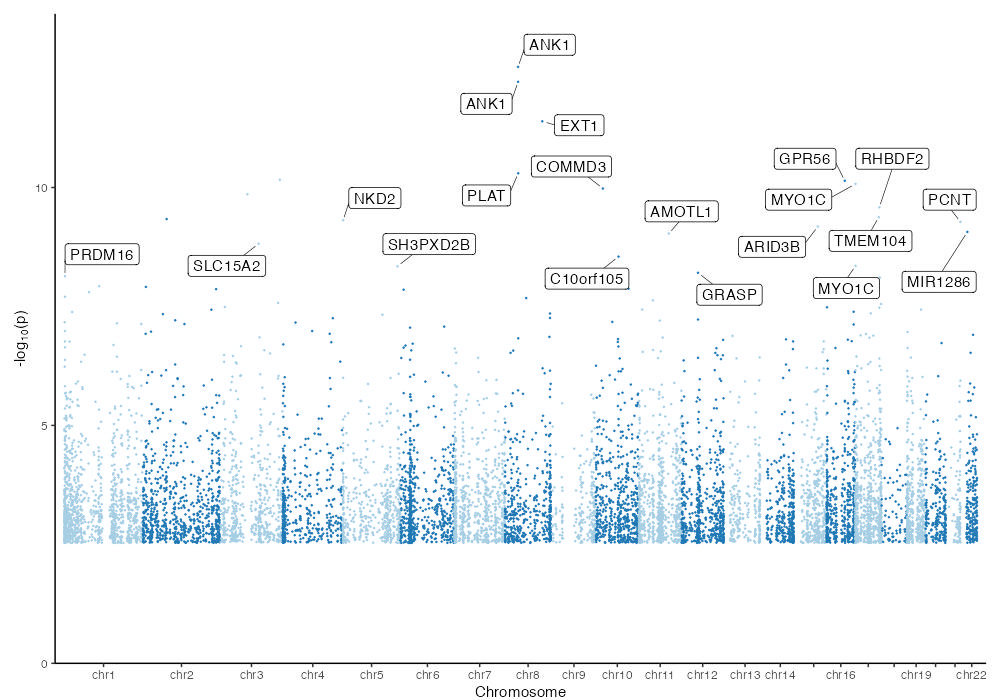 ANK1
ANK1
EXT1
GPR56
RHBDF2
COMMD3
PLAT
NKD2
MYO1C
PCNT
AMOTL1
SH3PXD2B
ARID3B
TMEM104
PRDM16
SLC15A2
C10orf105
GRASP
MYO1C
MIR1286
-log10(p)
10
5
0
chr1 chr2 chr3 chr4 chr5 chr6 chr7 chr8 chr9 chr10 chr11 chr12 chr13 chr14 chr16 chr19 chr22
Chromosome